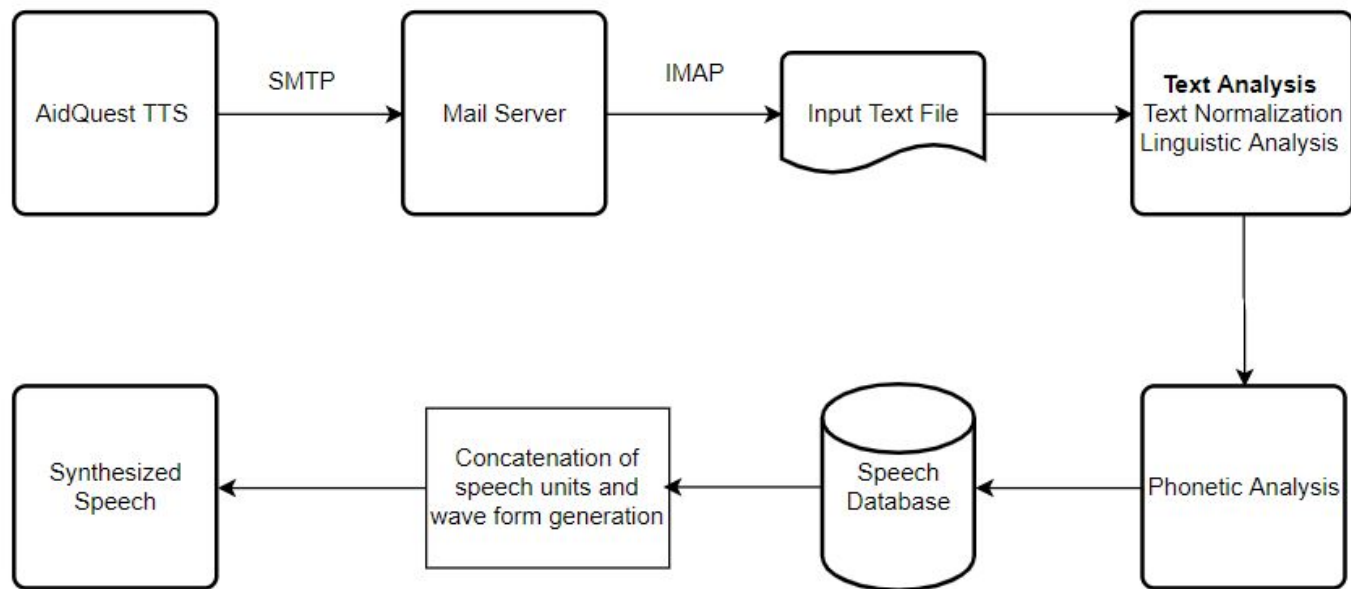 AidQuest TTS
SMTP
Mail Server
IMAP
Input Text File
Text Analysis
Text Normalization
Linguistic Analysis
Phonetic Analysis
Speech
Database
Concatenation of
speech units and
wave form generation
Synthesized
Speech